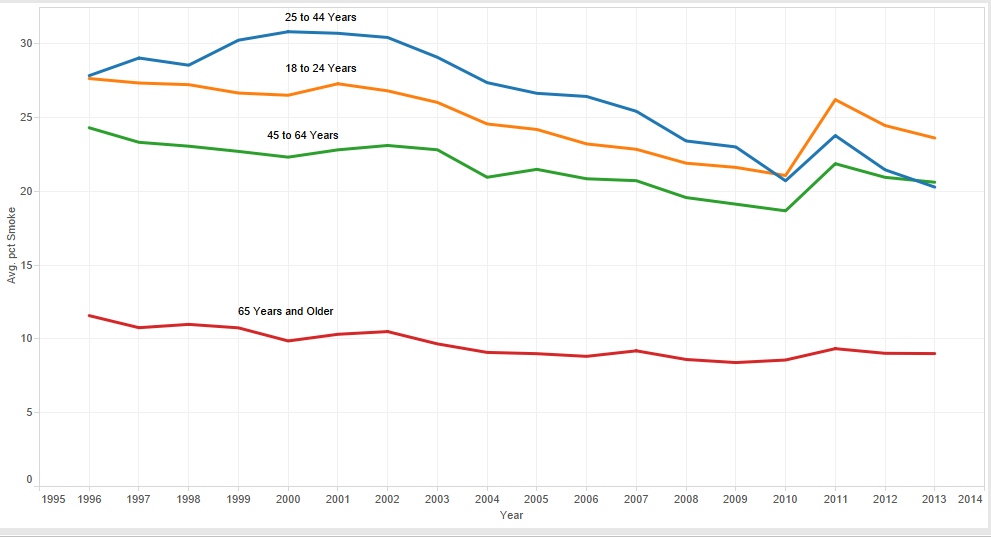 25 to 44 Years
30
18 to 24 Years
25
45 to 64 Years
20
Avg. pct Smoke
15
65 Years and Older
10
5
0
1995 1996 1997 1998 1999 2000 2001 2002 2003 2004 2005 2006 2007 2008 2009 2010 2011 2012 2013 2014
Year